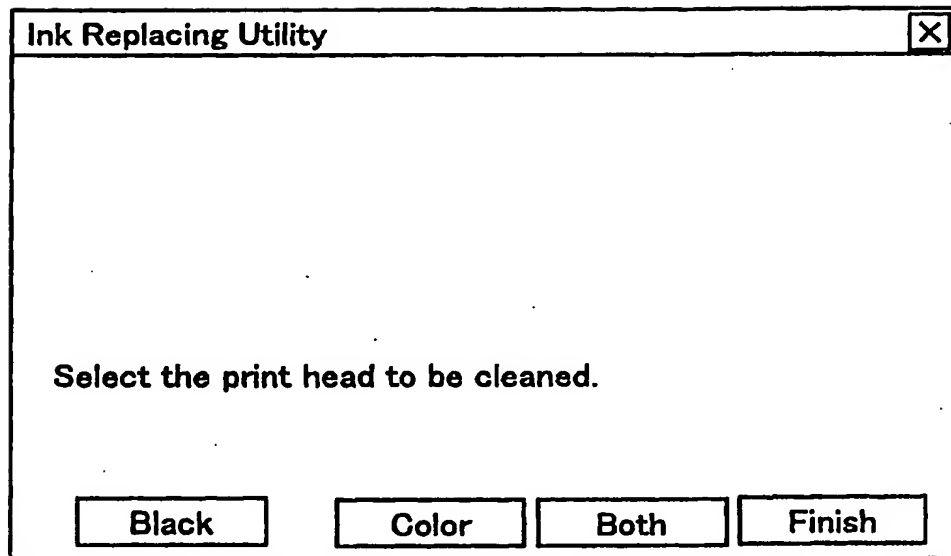 Ink Replacing Utility
Select the print head to be cleaned.
Black Color Both Finish